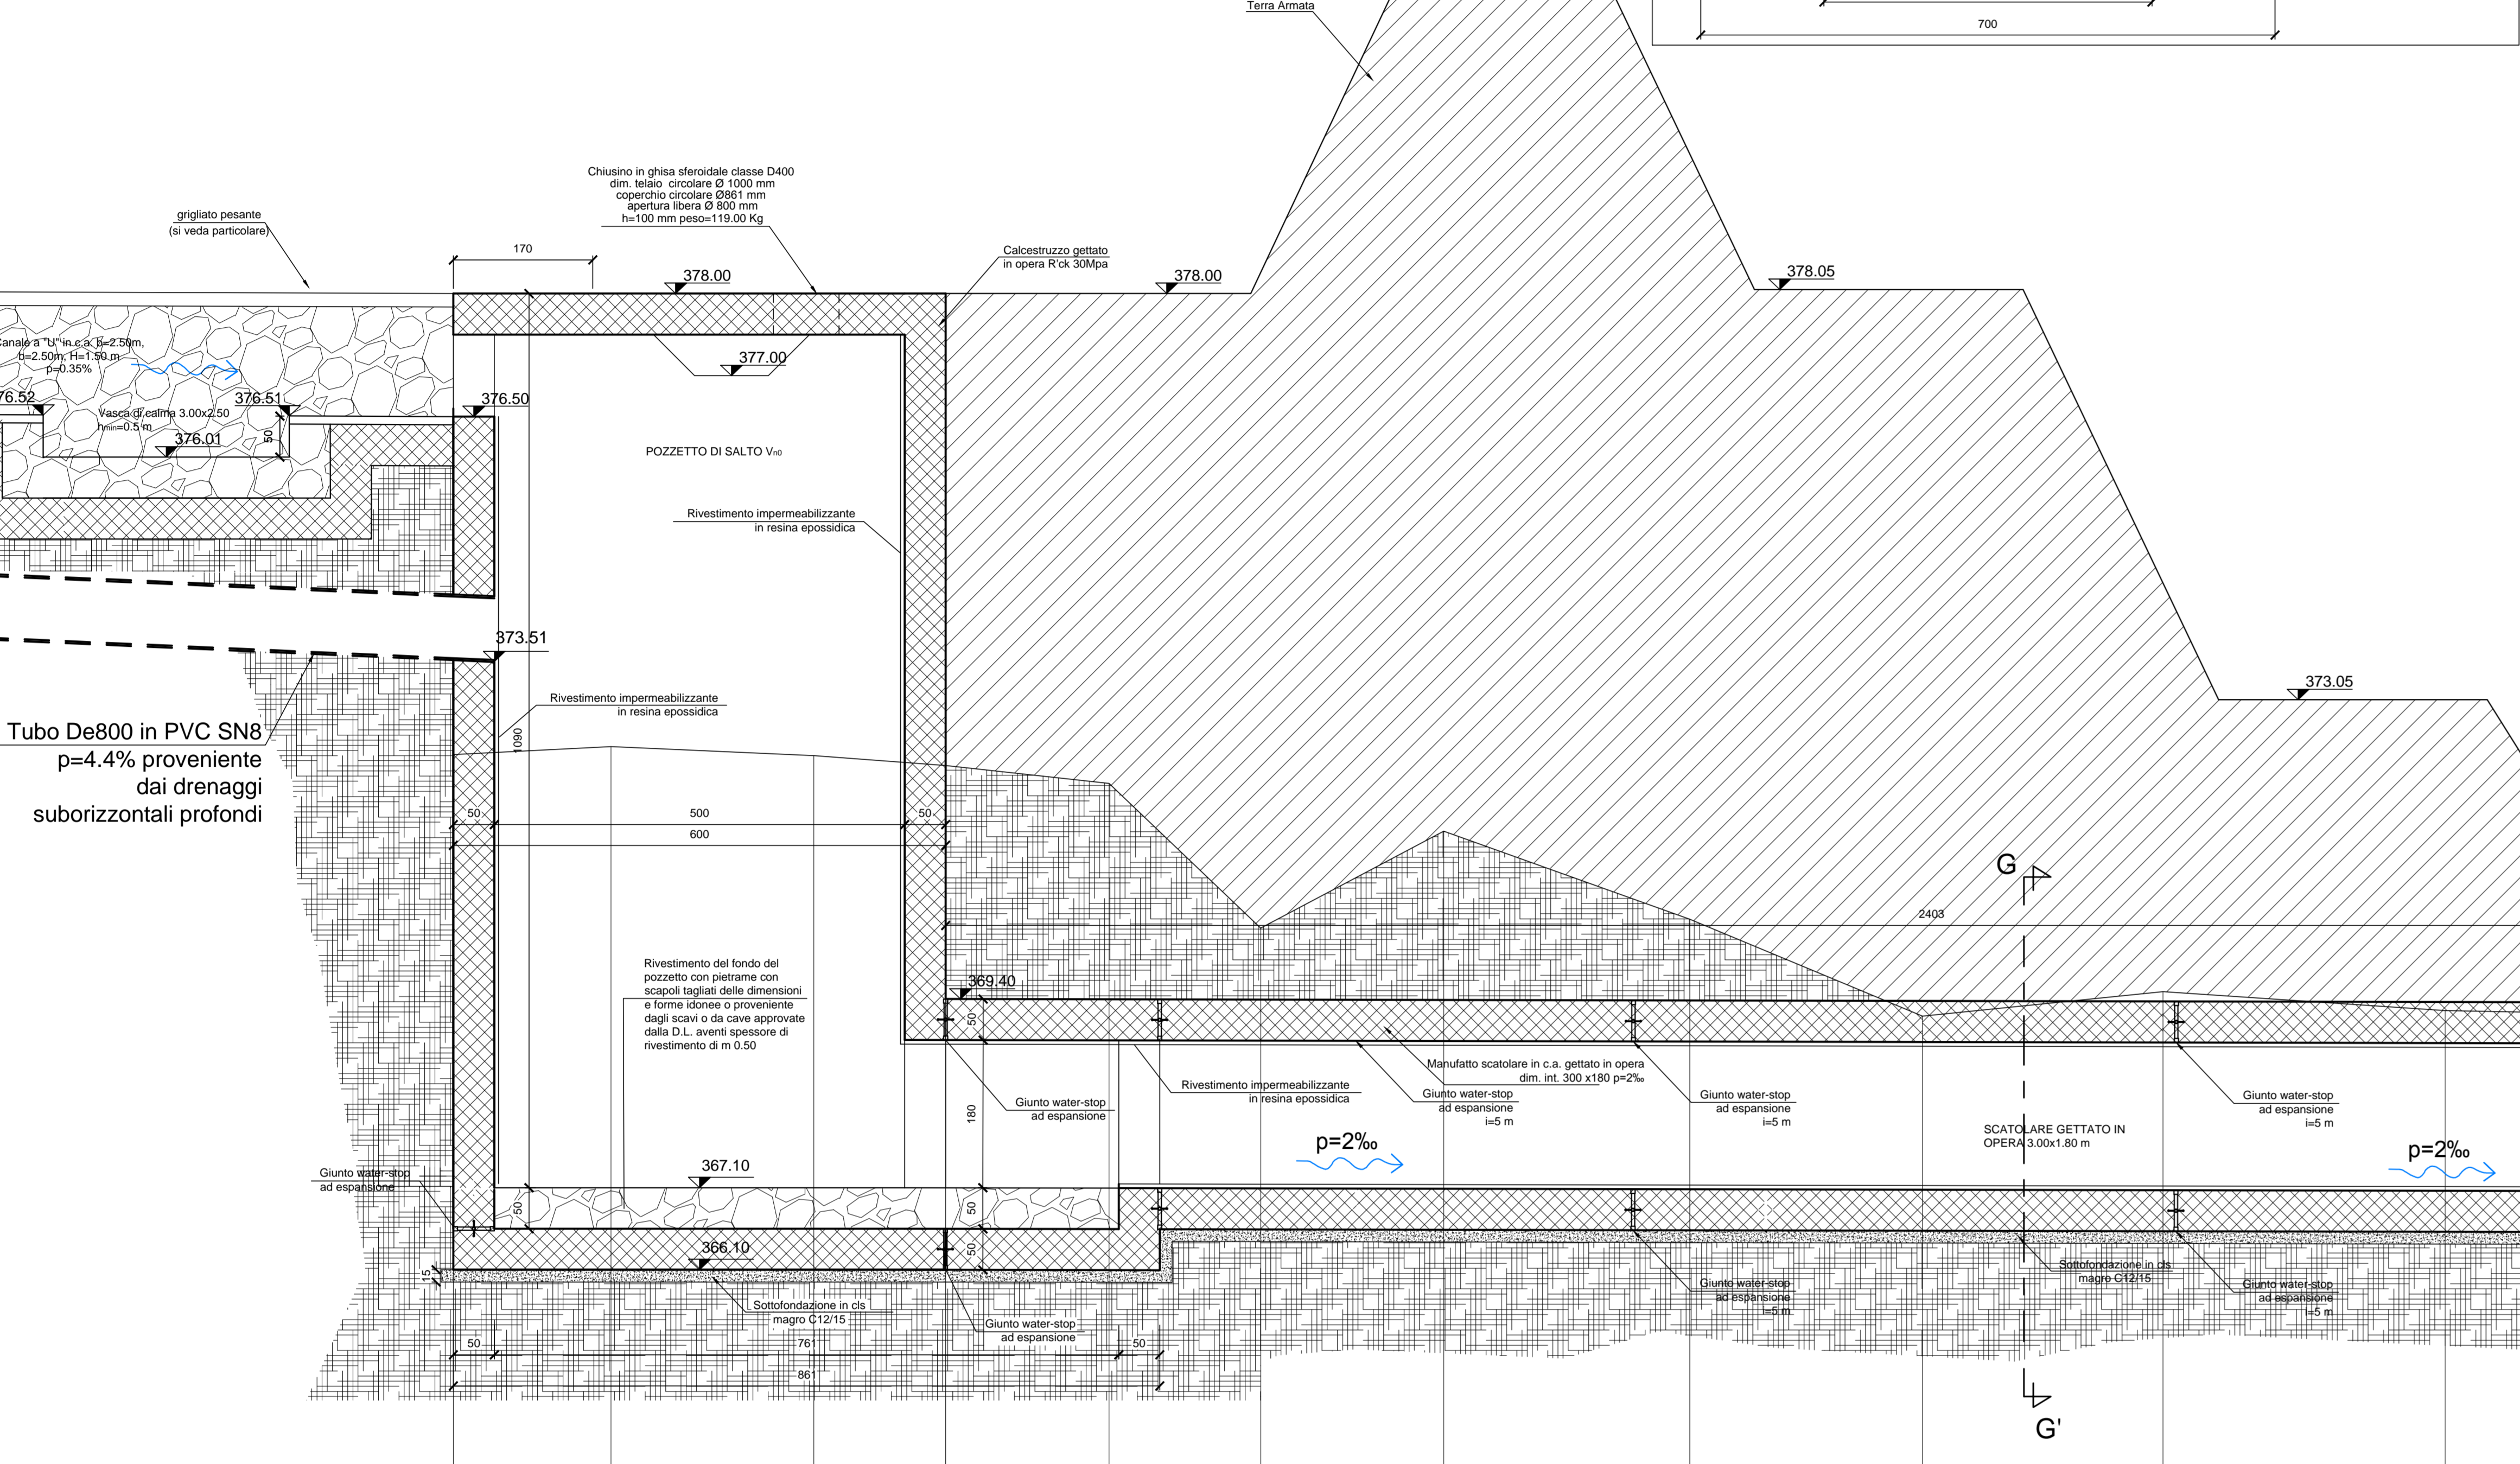 Terra Armata
700
Chiusino in ghisa sferoidale classe D400
dim. telaio circolare Ø 1000 mm
coperchio circolare Ø861 mm
apertura libera Ø 800 mm
h=100 mm peso=119.00 Kg
grigliato pesante
(si veda particolare)
170
Calcestruzzo gettato
in opera R'ck 30Mpa
378.00
378.00
378.05
Canale a "U" in c.a. b=2.50m,
b=2.50m, H=1.50 m
p=0.35%
377.00
76.52
376.51
376.50
Vasca di calma 3.00x2.50
hmin=0.5 m
376.01
50
POZZETTO DI SALTO Vn0
Rivestimento impermeabilizzante
in resina epossidica
373.51
373.05
Rivestimento impermeabilizzante
in resina epossidica
1090
Tubo De800 in PVC SN8
p=4.4% proveniente
dai drenaggi
suborizzontali profondi
50
500
50
600
G
2403
Rivestimento del fondo del
pozzetto con pietrame con
scapoli tagliati delle dimensioni
e forme idonee o proveniente
dagli scavi o da cave approvate
dalla D.L. aventi spessore di
rivestimento di m 0.50
369.40
50
Manufatto scatolare in c.a. gettato in opera
dim. int. 300 x180 p=2‰
Rivestimento impermeabilizzante
in resina epossidica
Giunto water-stop
ad espansione
Giunto water-stop
ad espansione
i=5 m
Giunto water-stop
ad espansione
i=5 m
Giunto water-stop
ad espansione
i=5 m
180
SCATOLARE GETTATO IN
OPERA 3.00x1.80 m
p=2‰
p=2‰
367.10
Giunto water-stop
ad espansione
50
50
366.10
50
15
Sottofondazione in cls
magro C12/15
Giunto water-stop
ad espansione
Giunto water-stop
ad espansione
i=5 m
Sottofondazione in cls
magro C12/15
Giunto water-stop
ad espansione
i=5 m
50
761
50
861
G'